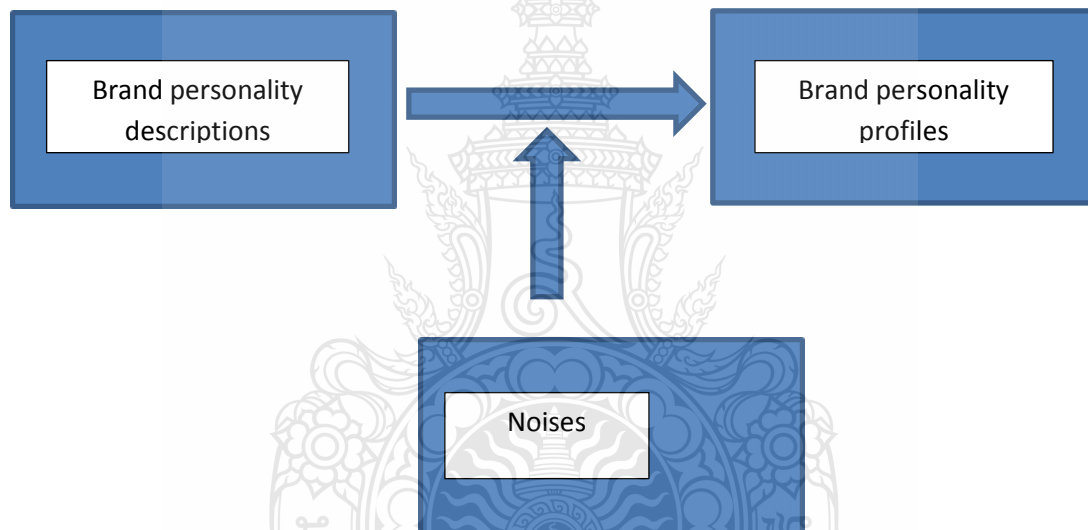 Brand personality
descriptions
Brand personality
profiles
Noises